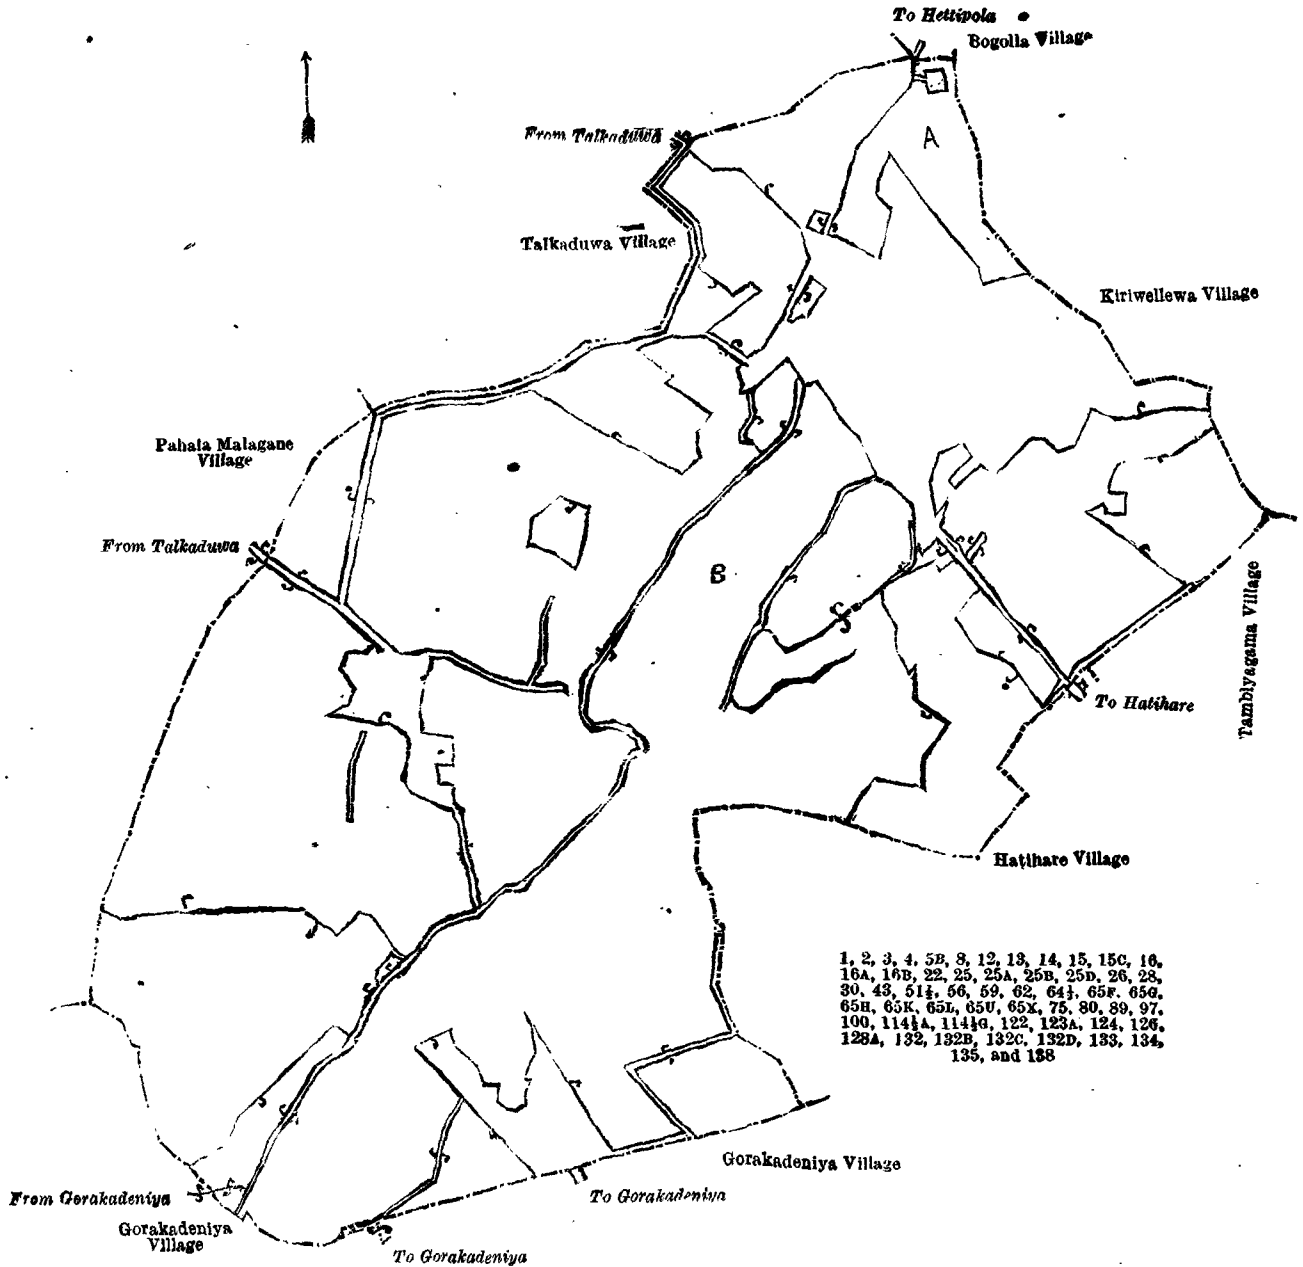 To Hettipola
Bogolla Village
A
From Talkaduwa
Talkaduwa Village
Kiriwellewa Village
Pahala Malagane
Village
From Talkaduwa
B
Tambiyagama Village
To Hatihare
Hatihare Village
1, 2, 3, 4, 5B, 8, 12, 13, 14, 15, 15C, 16,
16A, 16B, 22, 25, 25A, 25B, 25D, 26, 28,
30, 43, 51½, 56, 59, 62, 64½, 65F, 65G,
65H, 65K, 65L, 65U, 65X, 75, 80, 89, 97,
100, 114½A, 114½G, 122, 123A, 124, 126,
128A, 132, 132B, 132C, 132D, 133, 134,
135, and 138
Gorakadeniya Village
To Gorakadeniya
From Gorakadeniya
Gorakadeniya
Village
To Gorakadeniya